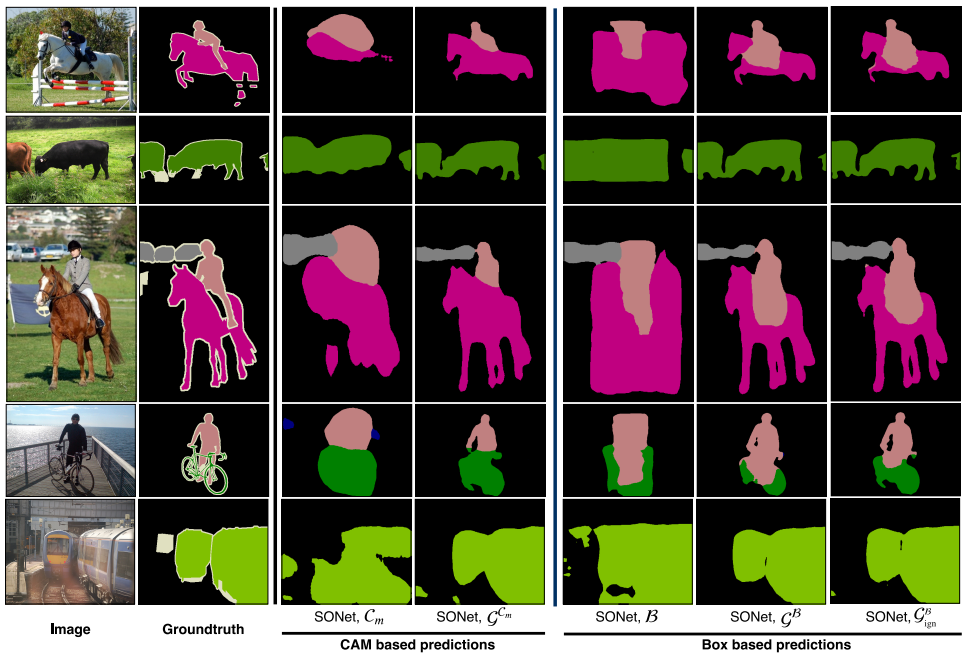 SONet, 𝒞ₘ
SONet, 𝒢^𝒞ₘ
SONet, ℬ
SONet, 𝒢^ℬ
SONet, 𝒢^ℬ_ign
Image
Groundtruth
CAM based predictions
Box based predictions